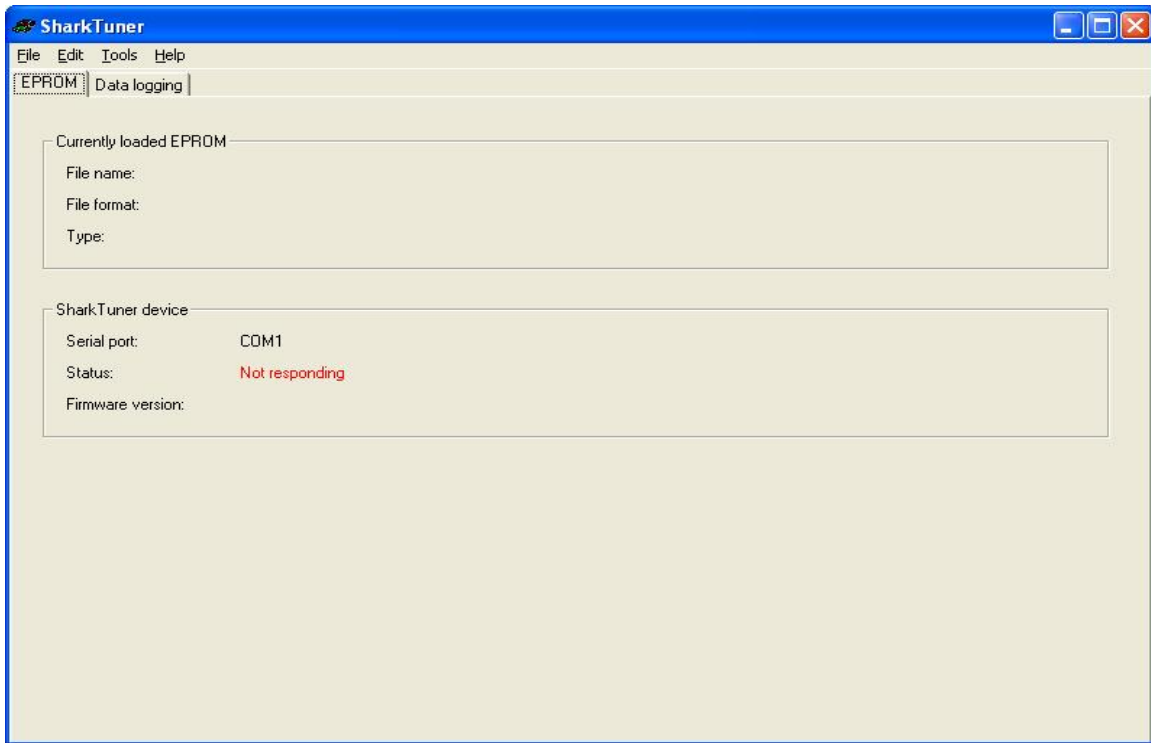 SharkTuner
File Edit Tools Help
EPROM Data logging
Currently loaded EPROM
File name:
File format:
Type:
SharkTuner device
Serial port: COM1
Status: Not responding
Firmware version: